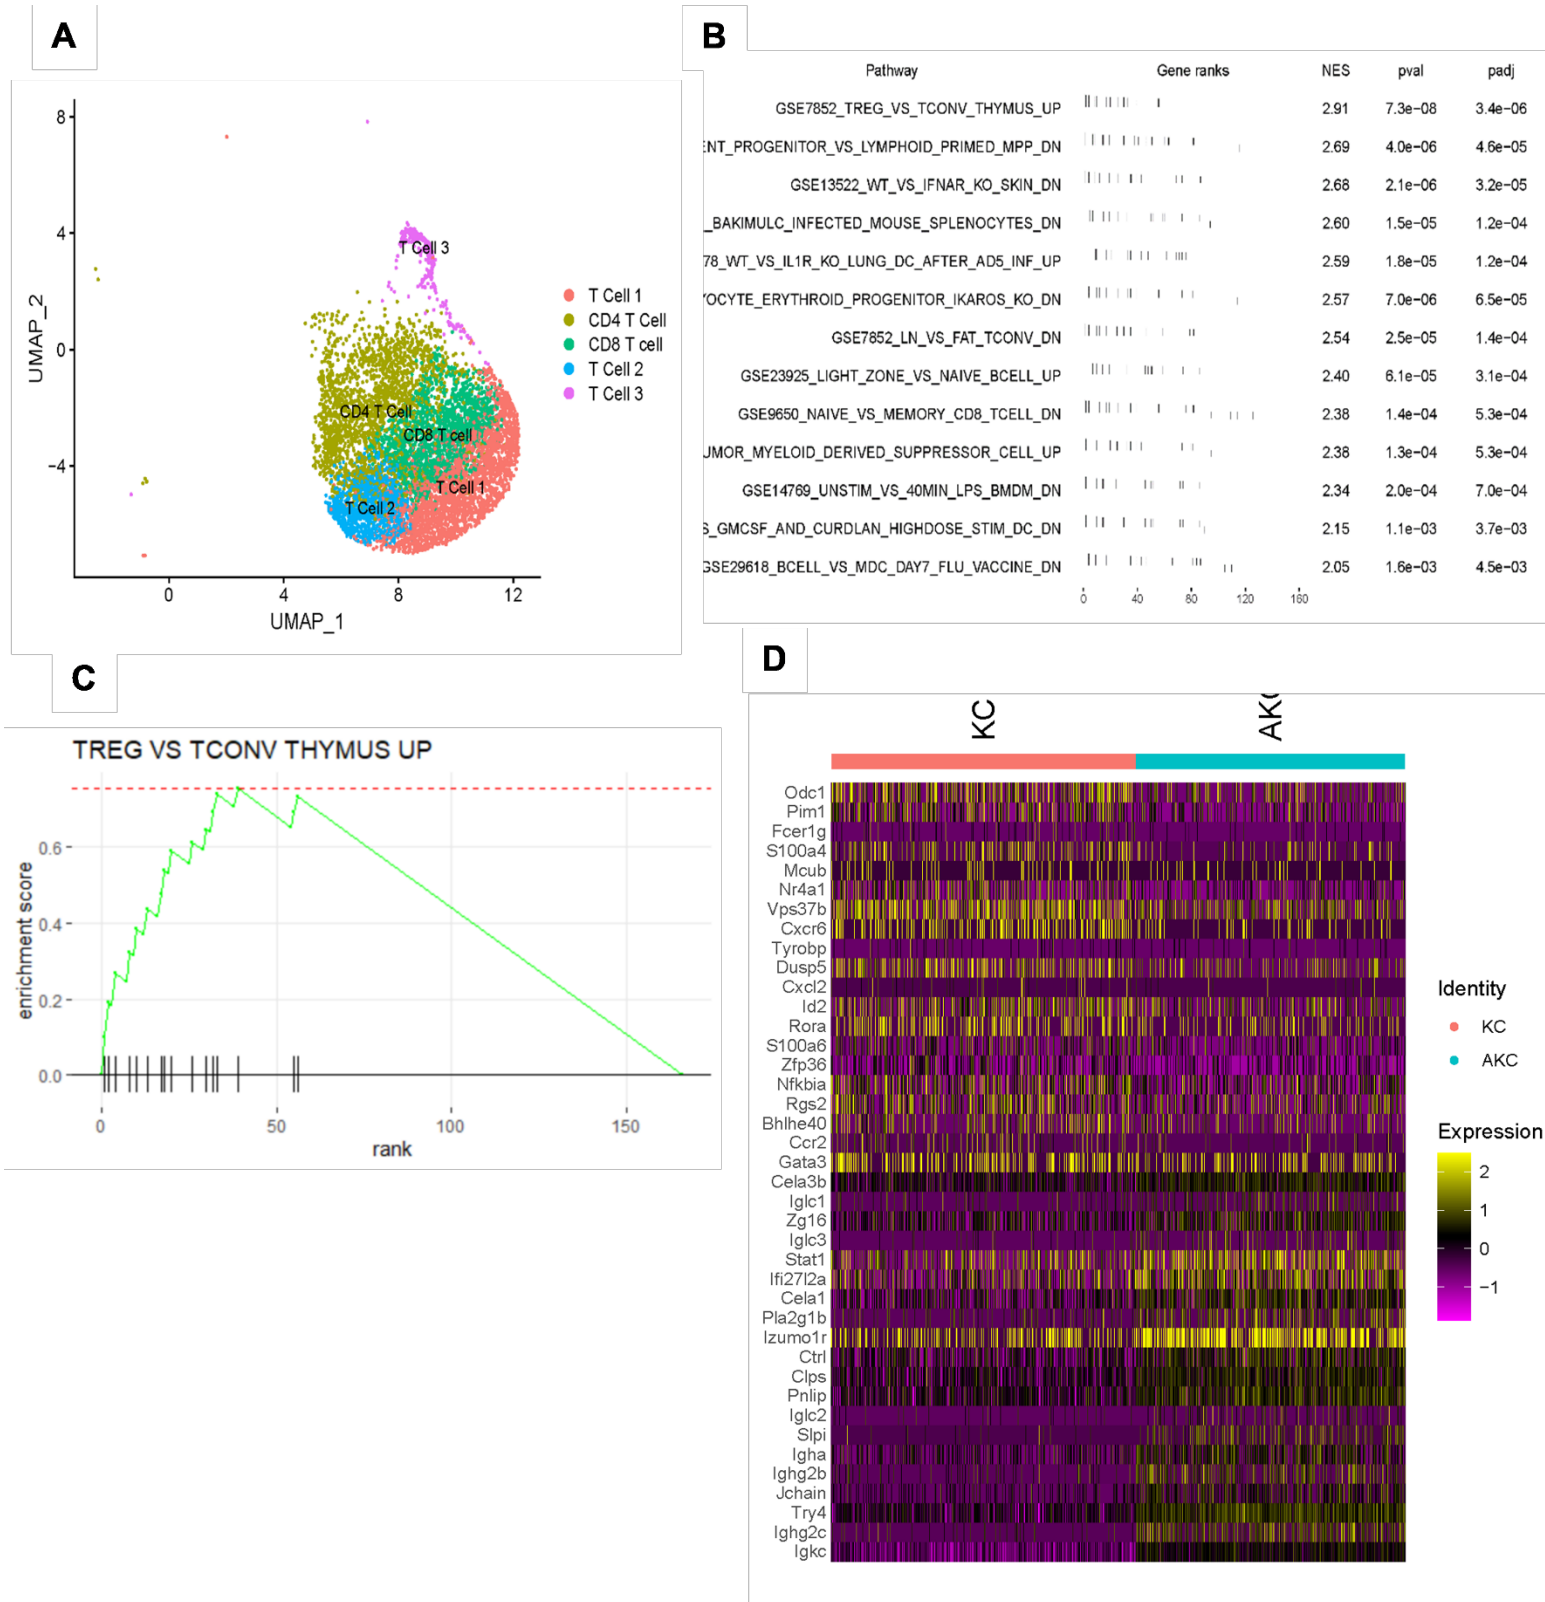 A
8
4
0
−4
UMAP_2
0
4
8
12
UMAP_1
T Cell 3
CD4 T Cell
CD8 T cell
T Cell 1
T Cell 2
T Cell 1
CD4 T Cell
CD8 T cell
T Cell 2
T Cell 3
B
Pathway Gene ranks NES pval padj
GSE7852_TREG_VS_TCONV_THYMUS_UP 2.91 7.3e−08 3.4e−06
ENT_PROGENITOR_VS_LYMPHOID_PRIMED_MPP_DN 2.69 4.0e−06 4.6e−05
GSE13522_WT_VS_IFNAR_KO_SKIN_DN 2.68 2.1e−06 3.2e−05
_BAKIMULC_INFECTED_MOUSE_SPLENOCYTES_DN 2.60 1.5e−05 1.2e−04
78_WT_VS_IL1R_KO_LUNG_DC_AFTER_AD5_INF_UP 2.59 1.8e−05 1.2e−04
YOCYTE_ERYTHROID_PROGENITOR_IKAROS_KO_DN 2.57 7.0e−06 6.5e−05
GSE7852_LN_VS_FAT_TCONV_DN 2.54 2.5e−05 1.4e−04
GSE23925_LIGHT_ZONE_VS_NAIVE_BCELL_UP 2.40 6.1e−05 3.1e−04
GSE9650_NAIVE_VS_MEMORY_CD8_TCELL_DN 2.38 1.4e−04 5.3e−04
UMOR_MYELOID_DERIVED_SUPPRESSOR_CELL_UP 2.38 1.3e−04 5.3e−04
GSE14769_UNSTIM_VS_40MIN_LPS_BMDM_DN 2.34 2.0e−04 7.0e−04
S_GMCSF_AND_CURDLAN_HIGHDOSE_STIM_DC_DN 2.15 1.1e−03 3.7e−03
GSE29618_BCELL_VS_MDC_DAY7_FLU_VACCINE_DN 2.05 1.6e−03 4.5e−03
0 40 80 120 160
C
TREG VS TCONV THYMUS UP
enrichment score
0.6
0.4
0.2
0.0
0 50 100 150
rank
D
KC AKC
Odc1
Pim1
Fcer1g
S100a4
Mcub
Nr4a1
Vps37b
Cxcr6
Tyrobp
Dusp5
Cxcl2
Id2
Rora
S100a6
Zfp36
Nfkbia
Rgs2
Bhlhe40
Ccr2
Gata3
Cela3b
Iglc1
Zg16
Iglc3
Stat1
Ifi27l2a
Cela1
Pla2g1b
Izumo1r
Ctrl
Clps
Pnlip
Iglc2
Slpi
Igha
Ighg2b
Jchain
Try4
Ighg2c
Igkc
Identity
KC
AKC
Expression
2
1
0
−1